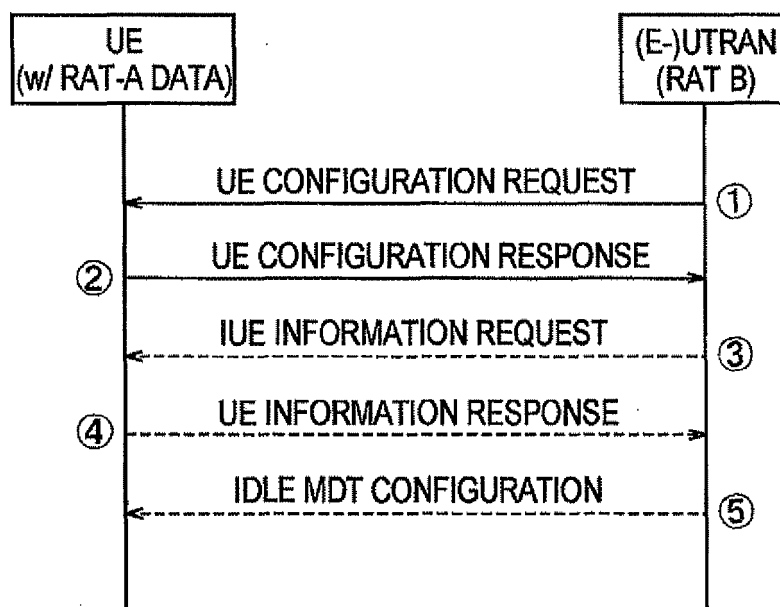 UE
(w/ RAT-A DATA)
(E-)UTRAN
(RAT B)
UE CONFIGURATION REQUEST
①
②
UE CONFIGURATION RESPONSE
IUE INFORMATION REQUEST
③
④
UE INFORMATION RESPONSE
IDLE MDT CONFIGURATION
⑤